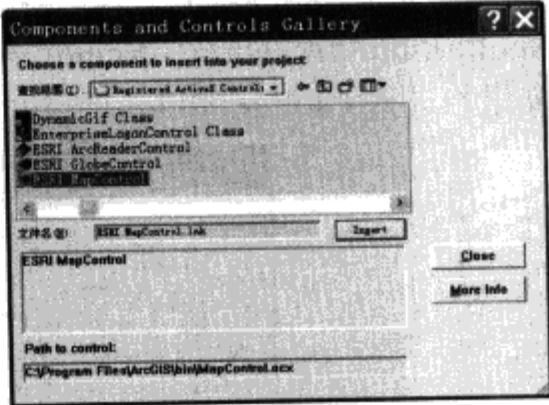 Components and Controls Gallery
Choose a component to insert into your project:
查找范围(I): Registered ActiveX Controls
DynamicGif Class
EnterpriseLogonControl Class
ESRI ArcReaderControl
ESRI GlobeControl
ESRI MapControl
文件名(N): ESRI MapControl.lnk Insert
ESRI MapControl
Close
More Info
Path to control:
C:\Program Files\ArcGIS\bin\MapControl.ocx